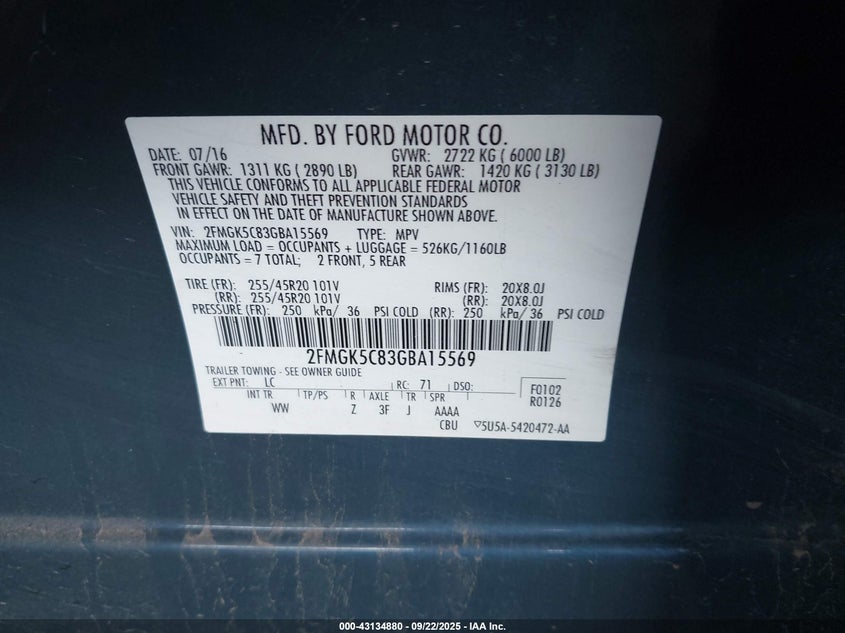 MFD. BY FORD MOTOR CO.
DATE: 07/16 GVWR: 2722 KG ( 6000 LB)
FRONT GAWR: 1311 KG ( 2890 LB) REAR GAWR: 1420 KG ( 3130 LB)
THIS VEHICLE CONFORMS TO ALL APPLICABLE FEDERAL MOTOR
VEHICLE SAFETY AND THEFT PREVENTION STANDARDS
IN EFFECT ON THE DATE OF MANUFACTURE SHOWN ABOVE.
VIN: 2FMGK5C83GBA15569 TYPE: MPV
MAXIMUM LOAD = OCCUPANTS + LUGGAGE = 526KG/1160LB
OCCUPANTS = 7 TOTAL; 2 FRONT, 5 REAR
TIRE (FR): 255/45R20 101V RIMS (FR): 20X8.0J
(RR): 255/45R20 101V (RR): 20X8.0J
PRESSURE (FR): 250 kPa/ 36 PSI COLD (RR): 250 kPa/ 36 PSI COLD
2FMGK5C83GBA15569
TRAILER TOWING - SEE OWNER GUIDE
EXT PNT: LC RC: 71 DSO: F0102
INT TR TP/PS R AXLE TR SPR R0126
WW Z 3F J AAAA
CBU ▽5U5A-5420472-AA
000-43134880 - 09/22/2025 - IAA Inc.